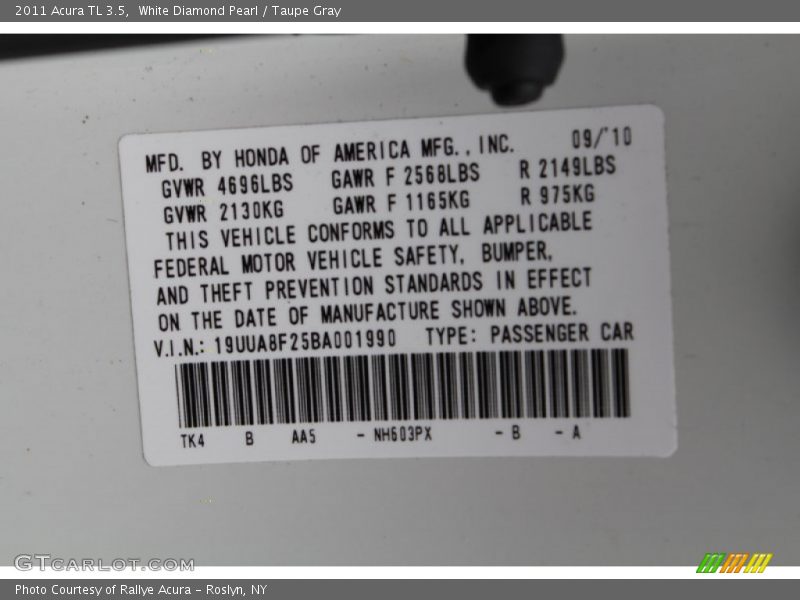 2011 Acura TL 3.5,  White Diamond Pearl / Taupe Gray
MFD. BY HONDA OF AMERICA MFG., INC. 09/'10
GVWR 4696LBS GAWR F 2568LBS R 2149LBS
GVWR 2130KG GAWR F 1165KG R 975KG
THIS VEHICLE CONFORMS TO ALL APPLICABLE
FEDERAL MOTOR VEHICLE SAFETY, BUMPER,
AND THEFT PREVENTION STANDARDS IN EFFECT
ON THE DATE OF MANUFACTURE SHOWN ABOVE.
V.I.N.: 19UUA8F25BA001990 TYPE: PASSENGER CAR
TK4 B AA5 - NH603PX - B - A
GTCARLOT.COM
Photo Courtesy of Rallye Acura – Roslyn, NY